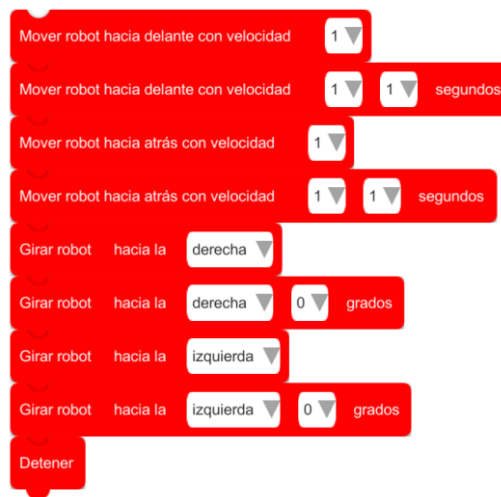 Mover robot hacia delante con velocidad 1
Mover robot hacia delante con velocidad 1 1 segundos
Mover robot hacia atrás con velocidad 1
Mover robot hacia atrás con velocidad 1 1 segundos
Girar robot hacia la derecha
Girar robot hacia la derecha 0 grados
Girar robot hacia la izquierda
Girar robot hacia la izquierda 0 grados
Detener